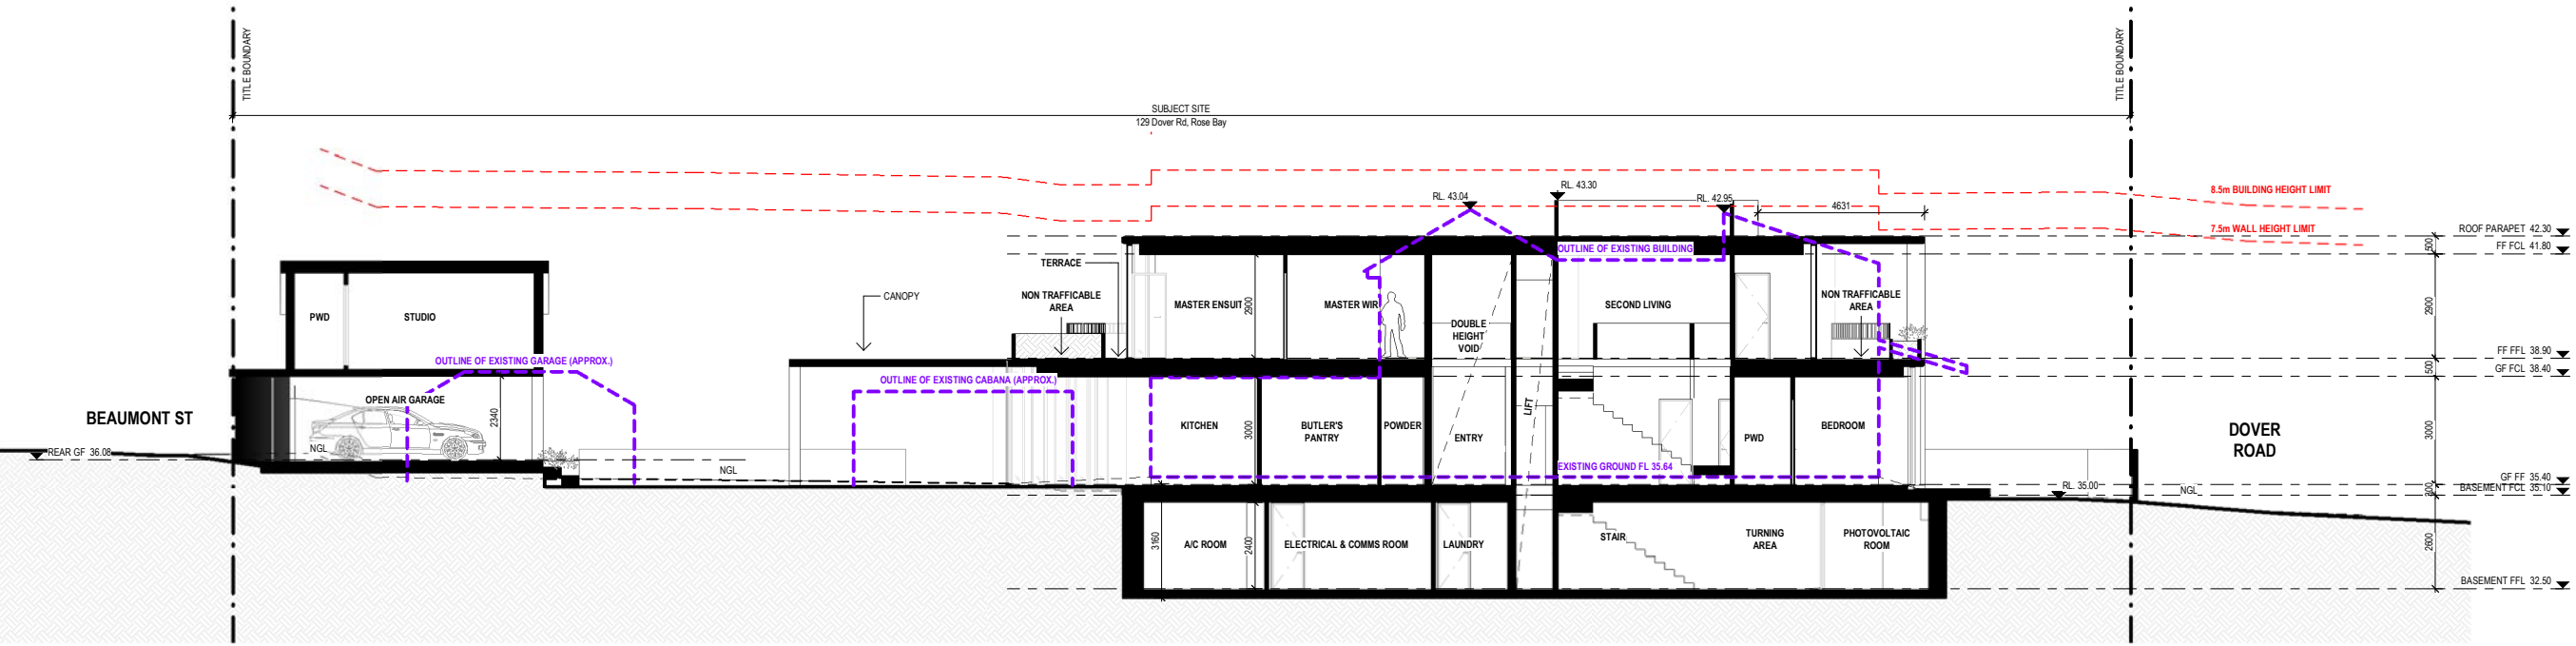 TITLE BOUNDARY
TITLE BOUNDARY
SUBJECT SITE
129 Dover Rd, Rose Bay
RL. 43.04
RL. 43.30
RL. 42.95
4631
8.5m BUILDING HEIGHT LIMIT
7.5m WALL HEIGHT LIMIT
ROOF PARAPET 42.30
FF FCL 41.80
500
OUTLINE OF EXISTING BUILDING
TERRACE
CANOPY
NON TRAFFICABLE
AREA
MASTER ENSUIT
2900
MASTER WIR
DOUBLE
HEIGHT
VOID
SECOND LIVING
NON TRAFFICABLE
AREA
2900
PWD
STUDIO
OUTLINE OF EXISTING GARAGE (APPROX.)
OUTLINE OF EXISTING CABANA (APPROX.)
FF FFL 38.90
GF FCL 38.40
500
BEAUMONT ST
OPEN AIR GARAGE
2340
NGL
REAR GF 36.08
NGL
KITCHEN
3000
BUTLER'S
PANTRY
POWDER
ENTRY
LIFT
PWD
BEDROOM
3000
DOVER
ROAD
EXISTING GROUND FL 35.64
RL 35.00
NGL
GF FF 35.40
BASEMENT FCL 35.10
300
3160
A/C ROOM
2400
ELECTRICAL & COMMS ROOM
LAUNDRY
STAIR
TURNING
AREA
PHOTOVOLTAIC
ROOM
2600
BASEMENT FFL 32.50